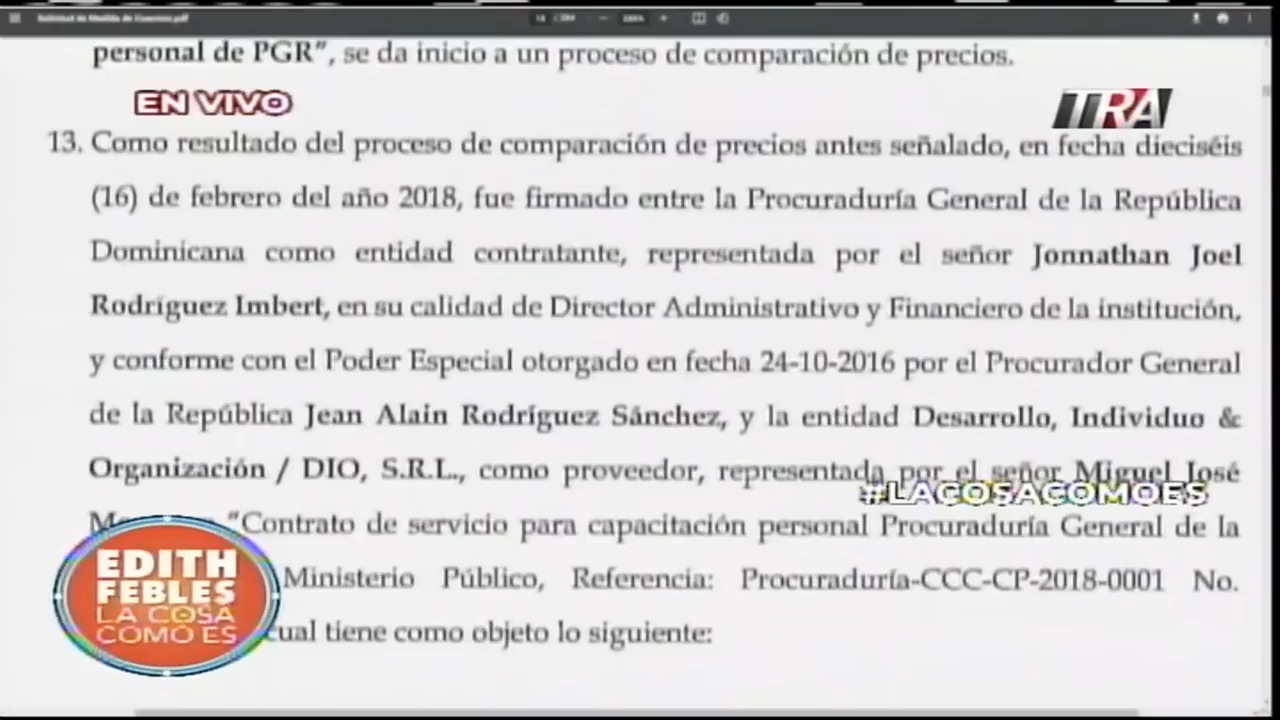 Solicitud de Medida de Coerción.pdf
personal de PGR", se da inicio a un proceso de comparación de precios.
EN VIVO
TRA
13. Como resultado del proceso de comparación de precios antes señalado, en fecha dieciséis
(16) de febrero del año 2018, fue firmado entre la Procuraduría General de la República
Dominicana como entidad contratante, representada por el señor Jonnathan Joel
Rodríguez Imbert, en su calidad de Director Administrativo y Financiero de la institución,
y conforme con el Poder Especial otorgado en fecha 24-10-2016 por el Procurador General
de la República Jean Alain Rodríguez Sánchez, y la entidad Desarrollo, Individuo &
Organización / DIO, S.R.L., como proveedor, representada por el señor Miguel José
#LACOSACOMOES
"Contrato de servicio para capacitación personal Procuraduría General de la
Ministerio Público, Referencia: Procuraduría-CCC-CP-2018-0001 No.
cual tiene como objeto lo siguiente:
EDITH
FEBLES
LA COSA
COMO ES